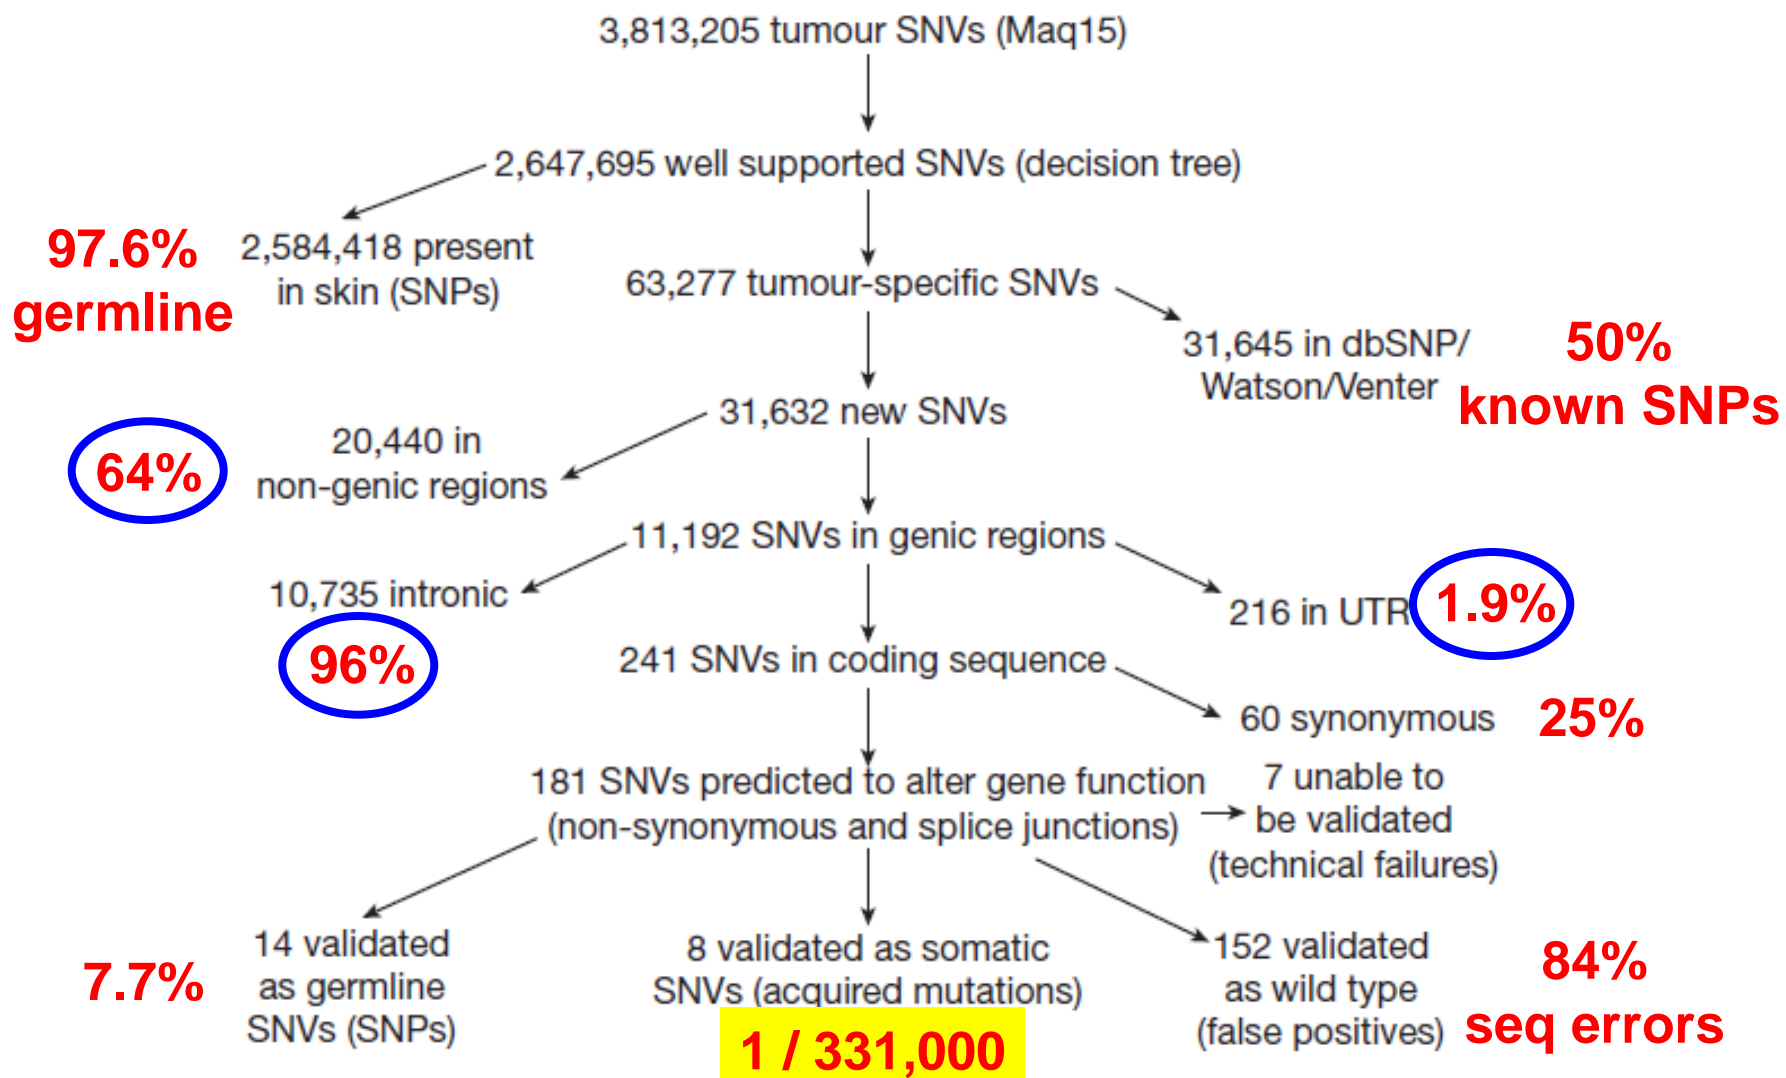 3,813,205 tumour SNVs (Maq15)
2,647,695 well supported SNVs (decision tree)
97.6%
germline
2,584,418 present
in skin (SNPs)
63,277 tumour-specific SNVs
31,645 in dbSNP/
Watson/Venter
50%
known SNPs
31,632 new SNVs
64%
20,440 in
non-genic regions
11,192 SNVs in genic regions
10,735 intronic
96%
216 in UTR
1.9%
241 SNVs in coding sequence
60 synonymous
25%
181 SNVs predicted to alter gene function
(non-synonymous and splice junctions)
7 unable to
be validated
(technical failures)
7.7%
14 validated
as germline
SNVs (SNPs)
8 validated as somatic
SNVs (acquired mutations)
1 / 331,000
152 validated
as wild type
(false positives)
84%
seq errors